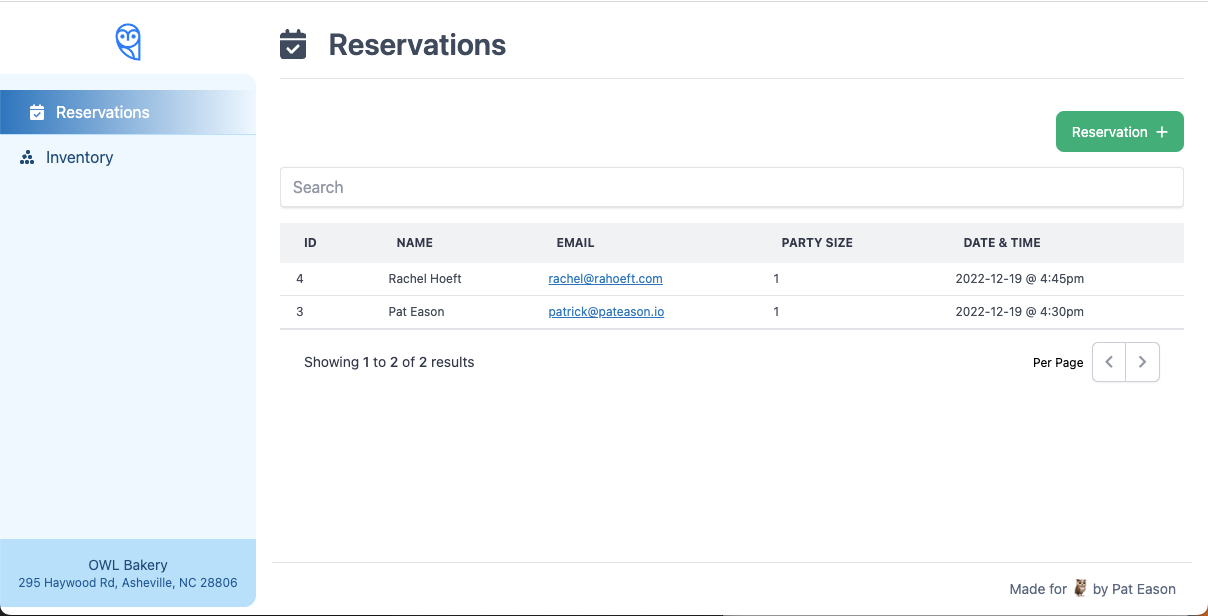 Reservations
Reservations
Inventory
Reservation +
Search
ID NAME EMAIL PARTY SIZE DATE & TIME
4 Rachel Hoeft rachel@rahoeft.com 1 2022-12-19 @ 4:45pm
3 Pat Eason patrick@pateason.io 1 2022-12-19 @ 4:30pm
Showing 1 to 2 of 2 results Per Page
OWL Bakery
295 Haywood Rd, Asheville, NC 28806
Made for 🦉 by Pat Eason